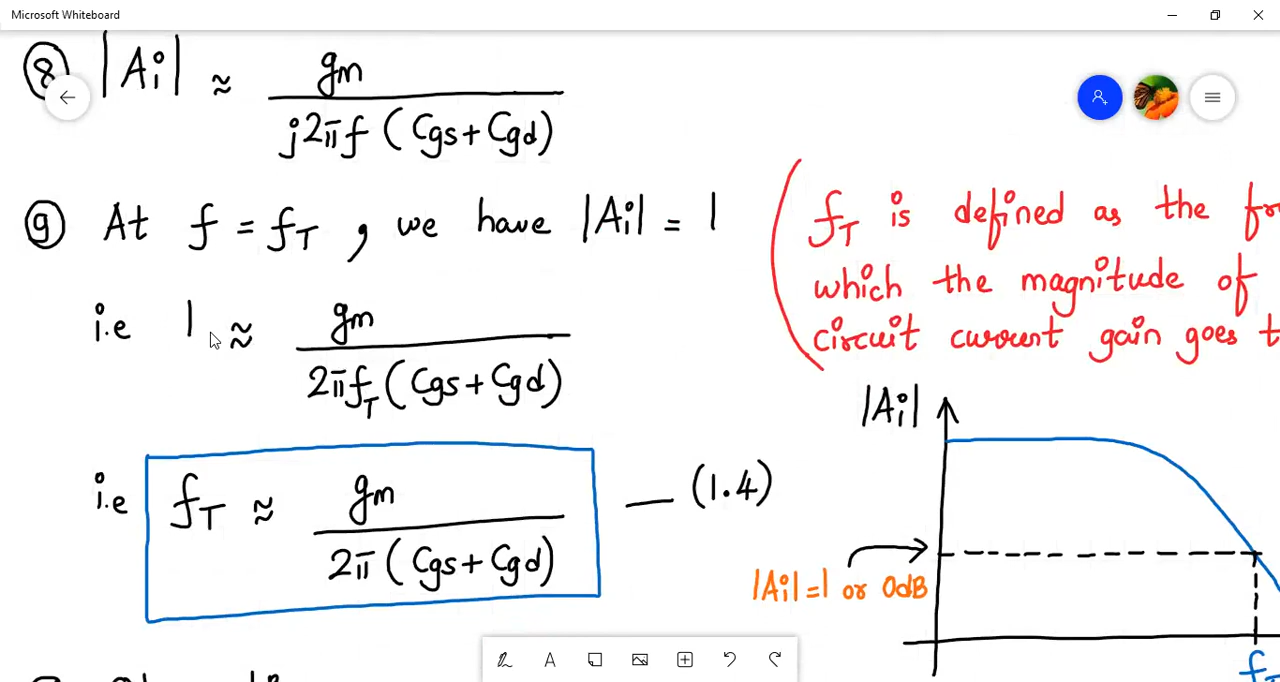 Microsoft Whiteboard
⑧ |Ai| ≈ gm / j2πf (Cgs + Cgd)
⑨ At f = fT, we have |Ai| = 1
i.e 1 ≈ gm / 2πfT (Cgs + Cgd)
i.e fT ≈ gm / 2π (Cgs + Cgd) — (1.4)
fT is defined as the
which the magnitude of
circuit current gain goes
|Ai|
|Ai|=1 or 0dB